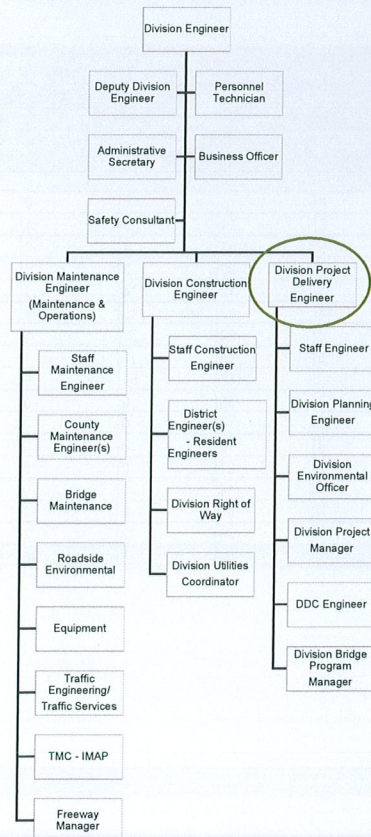 Division Engineer
Deputy Division
Engineer
Personnel
Technician
Administrative
Secretary
Business Officer
Safety Consultant
Division Maintenance
Engineer
(Maintenance &
Operations)
Staff
Maintenance
Engineer
County
Maintenance
Engineer(s)
Bridge
Maintenance
Roadside
Environmental
Equipment
Traffic
Engineering/
Traffic Services
TMC - IMAP
Freeway
Manager
Division Construction
Engineer
Staff Construction
Engineer
District
Engineer(s)
- Resident
Engineers
Division Right of
Way
Division Utilities
Coordinator
Division Project
Delivery
Engineer
Staff Engineer
Division Planning
Engineer
Division
Environmental
Officer
Division Project
Manager
DDC Engineer
Division Bridge
Program
Manager